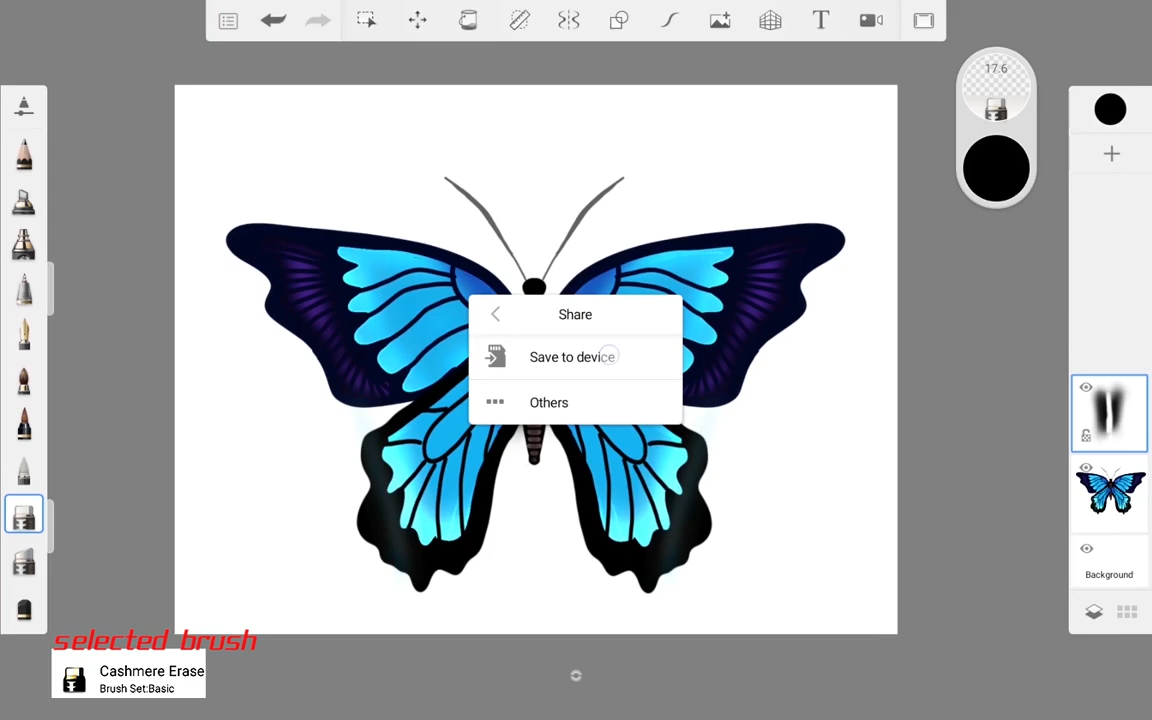 T
17.6
Share
Save to device
Others
Background
selected brush
Cashmere Erase
Brush Set:Basic